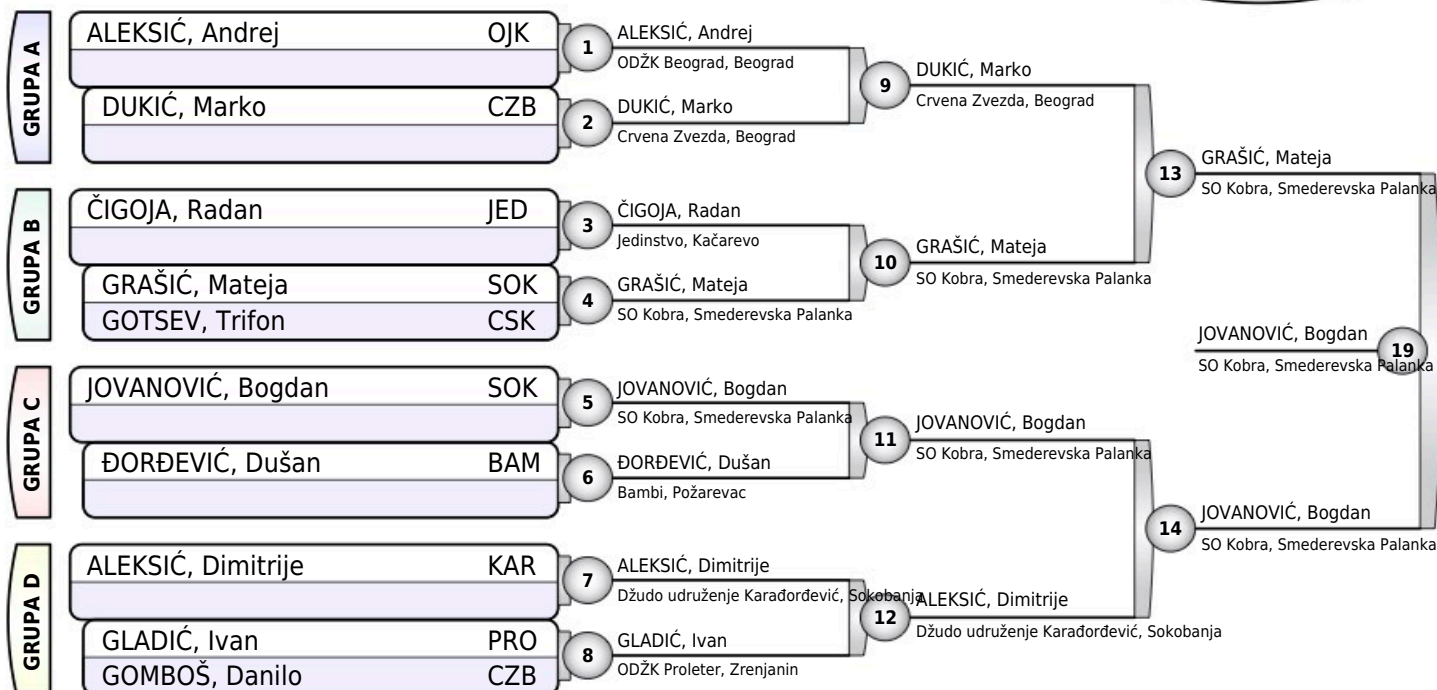 GRUPA A
ALEKSIĆ, Andrej OJK
DUKIĆ, Marko CZB
1
ALEKSIĆ, Andrej
ODŽK Beograd, Beograd
2
DUKIĆ, Marko
Crvena Zvezda, Beograd
9
DUKIĆ, Marko
Crvena Zvezda, Beograd
GRUPA B
ČIGOJA, Radan JED
GRAŠIĆ, Mateja SOK
GOTSEV, Trifon CSK
3
ČIGOJA, Radan
Jedinstvo, Kačarevo
4
GRAŠIĆ, Mateja
SO Kobra, Smederevska Palanka
10
GRAŠIĆ, Mateja
SO Kobra, Smederevska Palanka
13
GRAŠIĆ, Mateja
SO Kobra, Smederevska Palanka
GRUPA C
JOVANOVIĆ, Bogdan SOK
ĐORĐEVIĆ, Dušan BAM
5
JOVANOVIĆ, Bogdan
SO Kobra, Smederevska Palanka
6
ĐORĐEVIĆ, Dušan
Bambi, Požarevac
11
JOVANOVIĆ, Bogdan
SO Kobra, Smederevska Palanka
GRUPA D
ALEKSIĆ, Dimitrije KAR
GLADIĆ, Ivan PRO
GOMBOŠ, Danilo CZB
7
ALEKSIĆ, Dimitrije
Džudo udruženje Karađorđević, Sokobanja
8
GLADIĆ, Ivan
ODŽK Proleter, Zrenjanin
12
ALEKSIĆ, Dimitrije
Džudo udruženje Karađorđević, Sokobanja
14
JOVANOVIĆ, Bogdan
SO Kobra, Smederevska Palanka
JOVANOVIĆ, Bogdan
SO Kobra, Smederevska Palanka
19